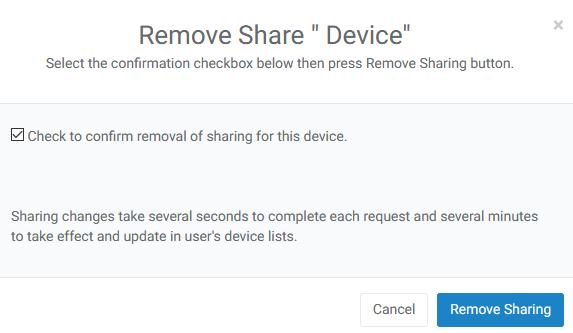 Remove Share " Device"
×
Select the confirmation checkbox below then press Remove Sharing button.
Check to confirm removal of sharing for this device.
Sharing changes take several seconds to complete each request and several minutes
to take effect and update in user's device lists.
Cancel
Remove Sharing